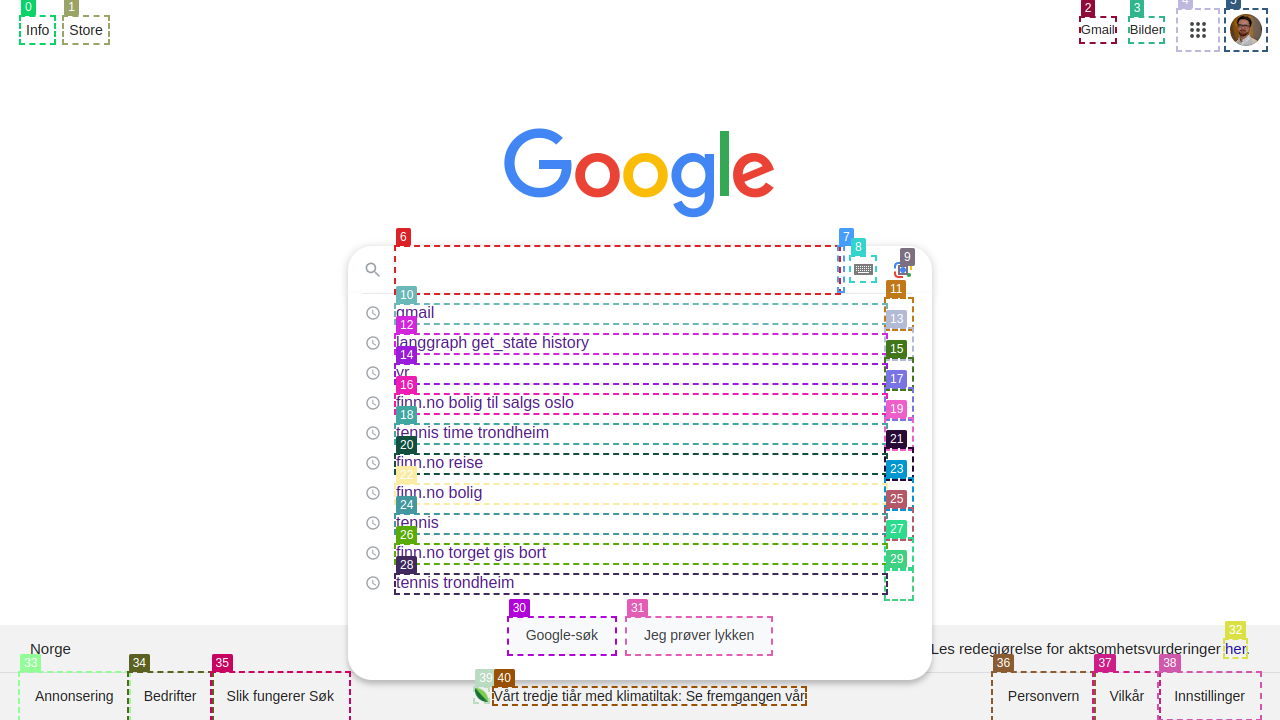 0 1 2 3 4 5
Info Store Gmail Bilder
Google
6 7 8 9
10 11
gmail
12 13
langgraph get_state history
14 15
yr
16 17
finn.no bolig til salgs oslo
18 19
tennis time trondheim
20 21
finn.no reise
22 23
finn.no bolig
24 25
tennis
26 27
finn.no torget gis bort
28 29
tennis trondheim
30 31
Google-søk Jeg prøver lykken
32
Norge Les redegjørelse for aktsomhetsvurderinger her.
33 34 35 36 37 38
Annonsering Bedrifter Slik fungerer Søk Personvern Vilkår Innstillinger
39 40
Vårt tredje tiår med klimatiltak: Se fremgangen vår